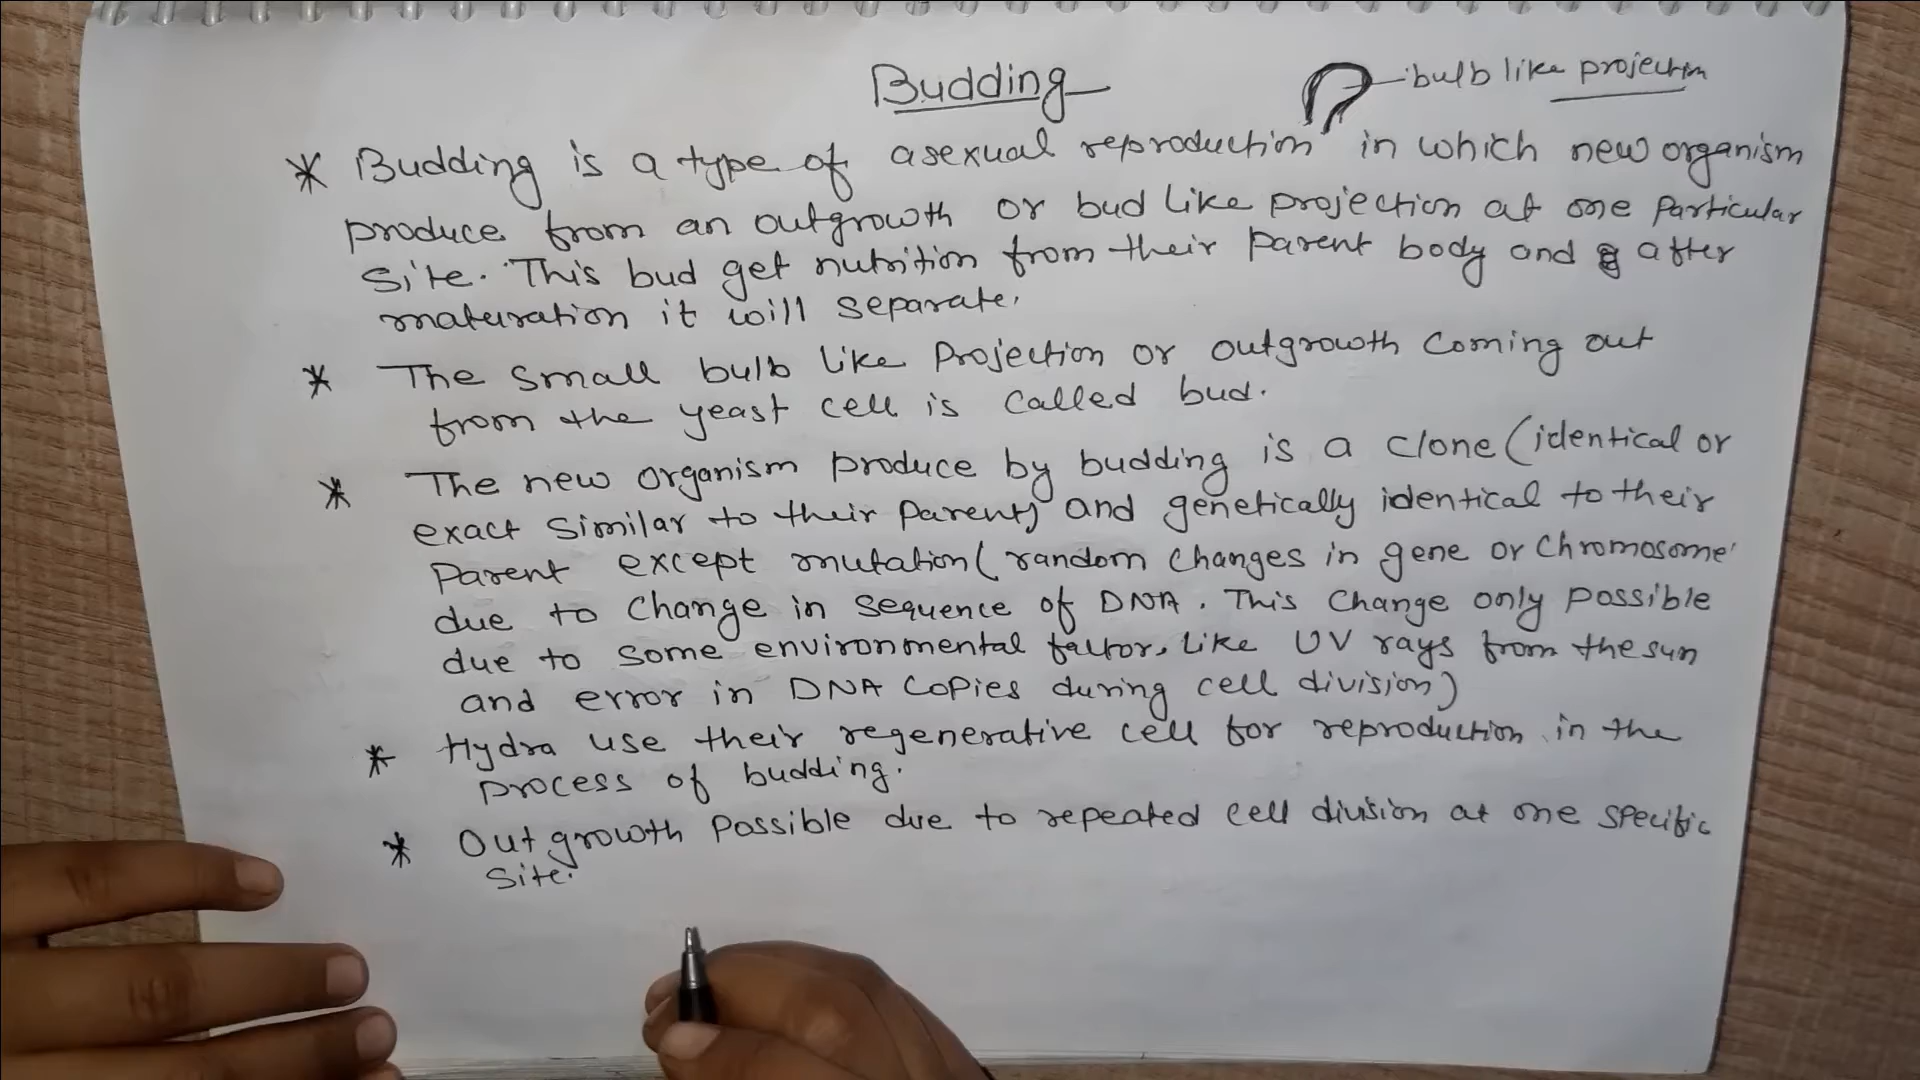 Budding
bulb like projection
* Budding is a type of asexual reproduction in which new organism
produce from an outgrowth or bud like projection at one particular
site. This bud get nutrition from their parent body and after
maturation it will separate.
* The small bulb like projection or outgrowth coming out
from the yeast cell is called bud.
* The new organism produce by budding is a clone (identical or
exact similar to their parent) and genetically identical to their
parent except mutation (random changes in gene or chromosome
due to change in sequence of DNA. This change only possible
due to some environmental factor, like UV rays from the sun
and error in DNA copies during cell division)
* Hydra use their regenerative cell for reproduction in the
process of budding.
* Outgrowth possible due to repeated cell division at one specific
site.